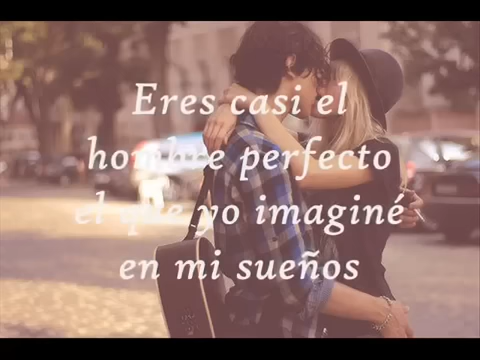 Eres casi el
hombre perfecto
el que yo imaginé
en mi sueños